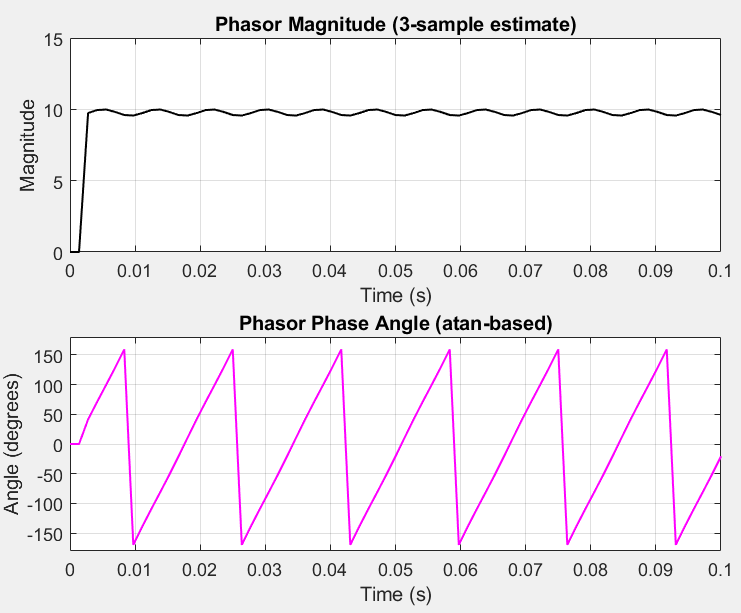 Phasor Magnitude (3-sample estimate)
15
10
5
0
Magnitude
0 0.01 0.02 0.03 0.04 0.05 0.06 0.07 0.08 0.09 0.1
Time (s)
Phasor Phase Angle (atan-based)
150
100
50
0
-50
-100
-150
Angle (degrees)
0 0.01 0.02 0.03 0.04 0.05 0.06 0.07 0.08 0.09 0.1
Time (s)